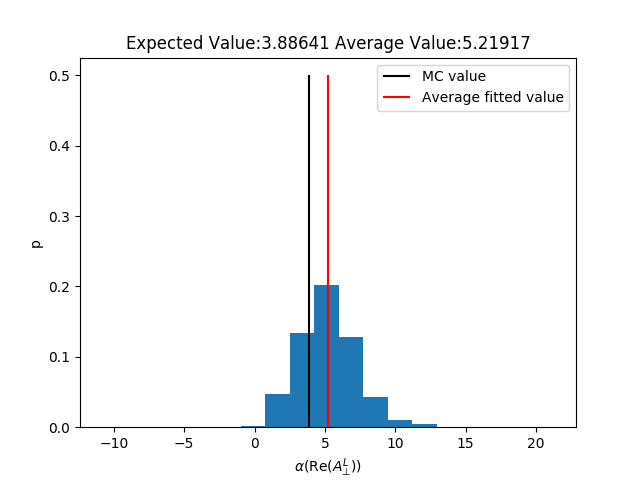 Expected Value:3.88641 Average Value:5.21917
MC value
Average fitted value
0.5
0.4
0.3
0.2
0.1
0.0
p
−10 −5 0 5 10 15 20
α(Re(A_⊥^L))